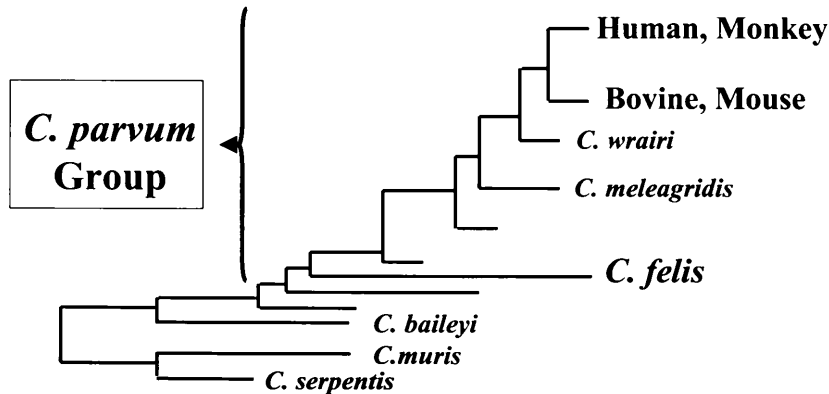 Human, Monkey
C. parvum
Group
Bovine, Mouse
C. wrairi
C. meleagridis
C. felis
C. baileyi
C.muris
C. serpentis